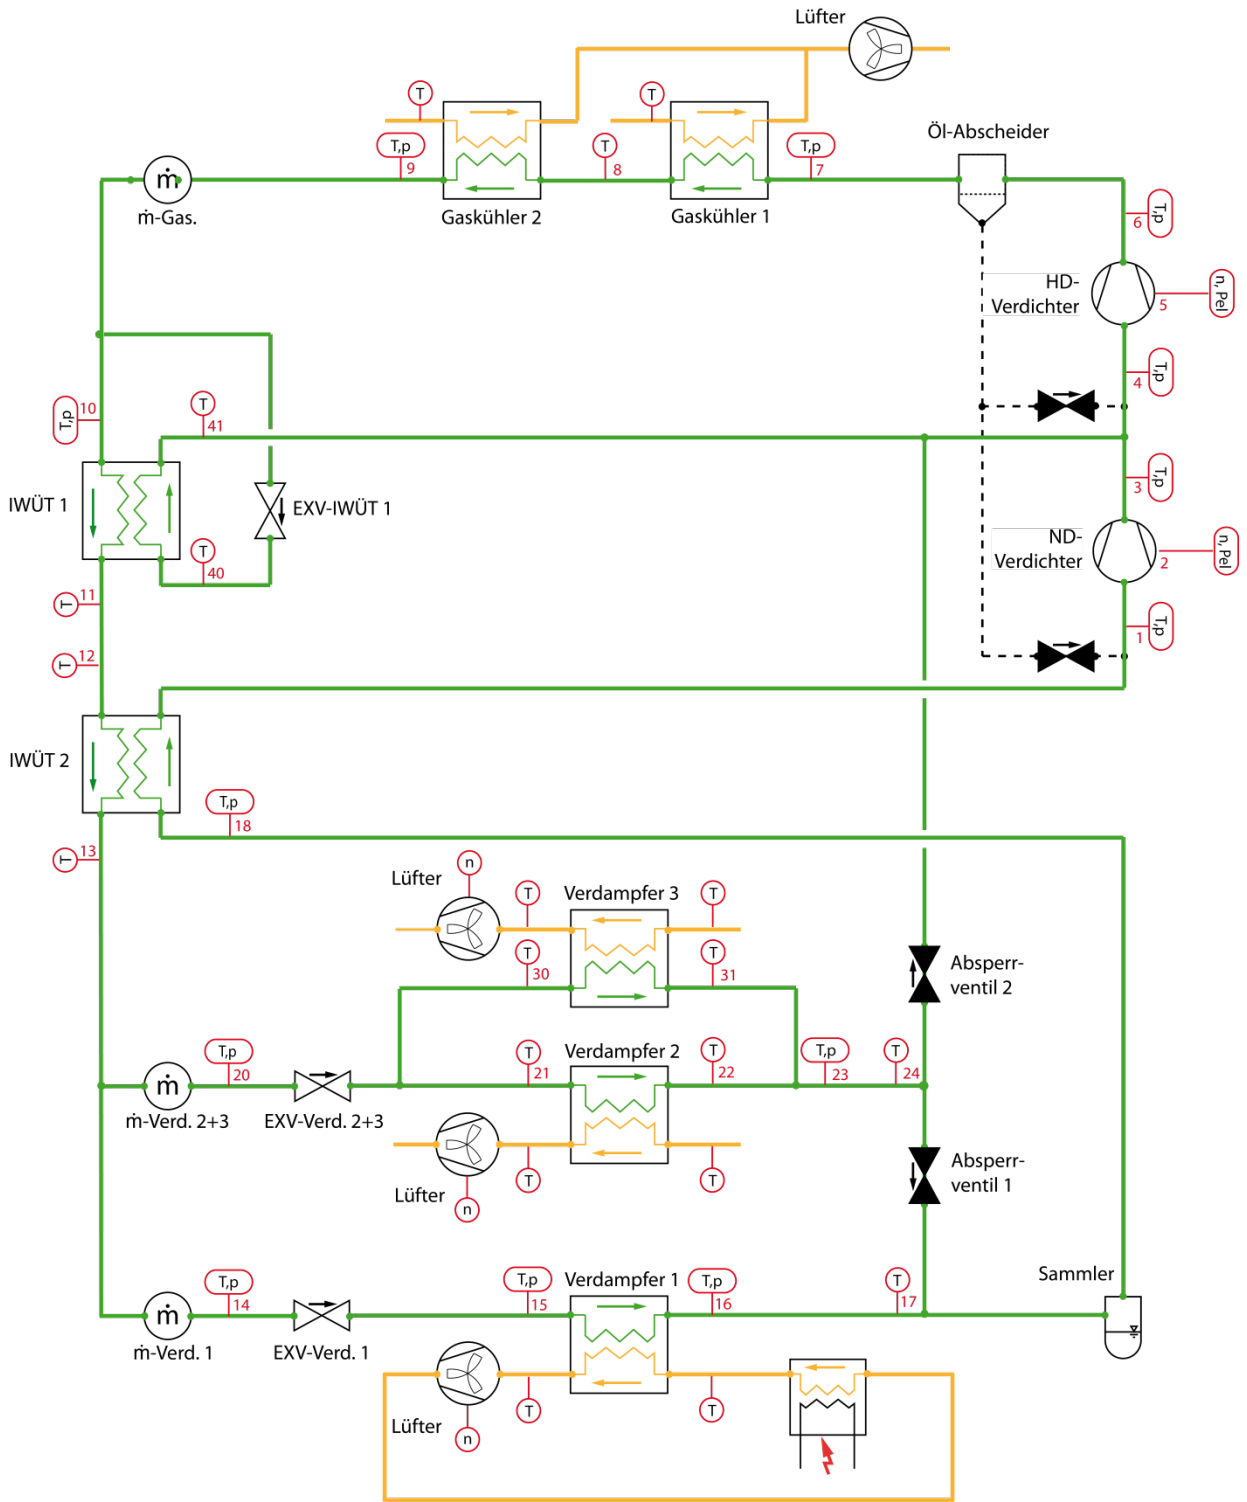 Lüfter
T
T
Öl-Abscheider
T,p
9
T
8
T,p
7
ṁ
ṁ-Gas.
Gaskühler 2
Gaskühler 1
T,p
6
HD-
Verdichter
n, Pel
5
T,p
4
T,p
10
T
41
T,p
3
IWÜT 1
EXV-IWÜT 1
ND-
Verdichter
n, Pel
2
T
40
T
11
T,p
1
T
12
IWÜT 2
T,p
18
T
13
Lüfter
n
T
Verdampfer 3
T
T
30
T
31
Absperr-
ventil 2
T,p
20
T
21
Verdampfer 2
T
22
T,p
23
T
24
ṁ
ṁ-Verd. 2+3
EXV-Verd. 2+3
Lüfter
n
T
T
Absperr-
ventil 1
T,p
14
T,p
15
Verdampfer 1
T,p
16
T
17
Sammler
ṁ
ṁ-Verd. 1
EXV-Verd. 1
Lüfter
n
T
T